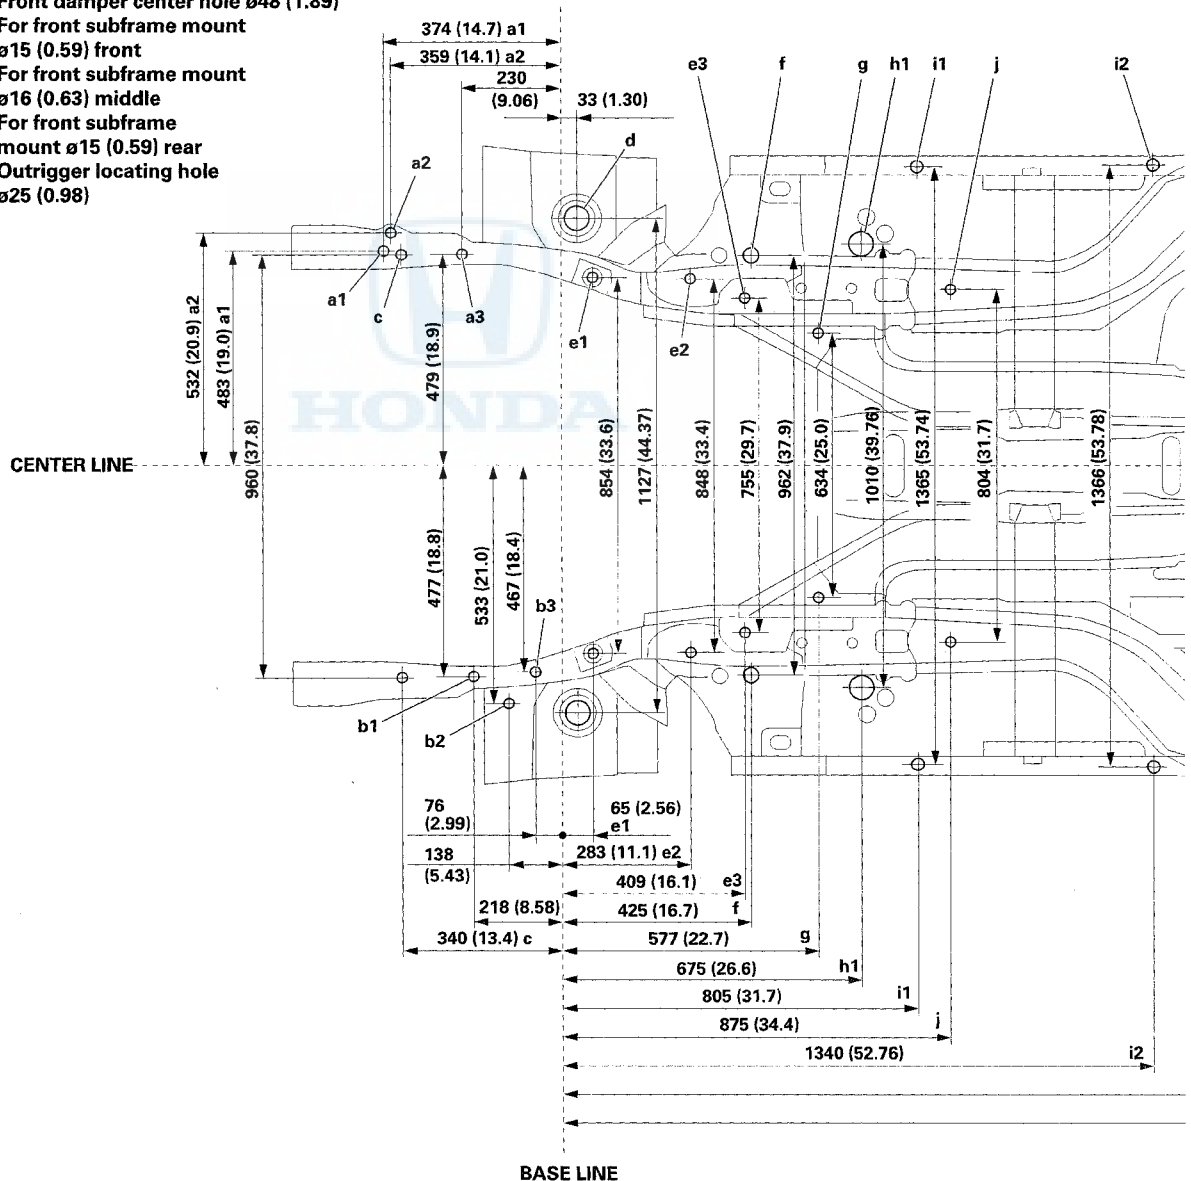 Front damper center hole ø48 (1.89)
For front subframe mount
ø15 (0.59) front
For front subframe mount
ø16 (0.63) middle
For front subframe
mount ø15 (0.59) rear
Outrigger locating hole
ø25 (0.98)
374 (14.7) a1
359 (14.1) a2
230
(9.06)
33 (1.30)
e3
f
g
h1
i1
j
i2
d
a2
a1
c
a3
e1
e2
532 (20.9) a2
483 (19.0) a1
960 (37.8)
479 (18.9)
HONDA
854 (33.6)
1127 (44.37)
848 (33.4)
755 (29.7)
962 (37.9)
634 (25.0)
1010 (39.76)
1365 (53.74)
804 (31.7)
1366 (53.78)
CENTER LINE
477 (18.8)
533 (21.0)
467 (18.4)
b3
b1
b2
76
(2.99)
65 (2.56)
e1
138
(5.43)
283 (11.1) e2
409 (16.1) e3
218 (8.58)
425 (16.7) f
340 (13.4) c
577 (22.7) g
675 (26.6) h1
805 (31.7) i1
875 (34.4) j
1340 (52.76) i2
BASE LINE